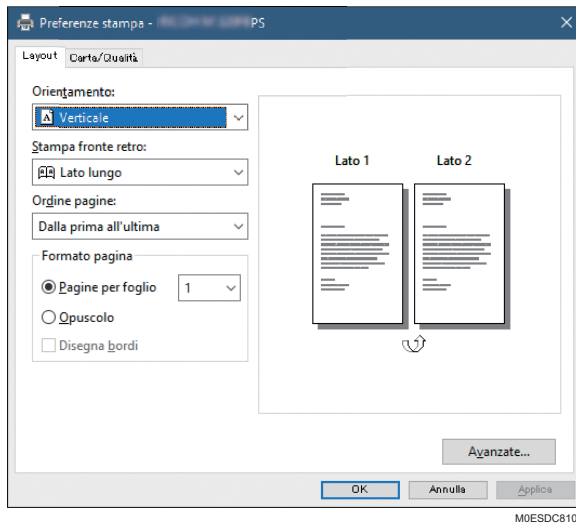 Preferenze stampa - PS
Layout
Carta/Qualità
Orientamento:
A Verticale
Stampa fronte retro:
Lato lungo
Ordine pagine:
Dalla prima all'ultima
Formato pagina
Pagine per foglio 1
Opuscolo
Disegna bordi
Lato 1
Lato 2
Avanzate...
OK
Annulla
Applica
M0ESDC810